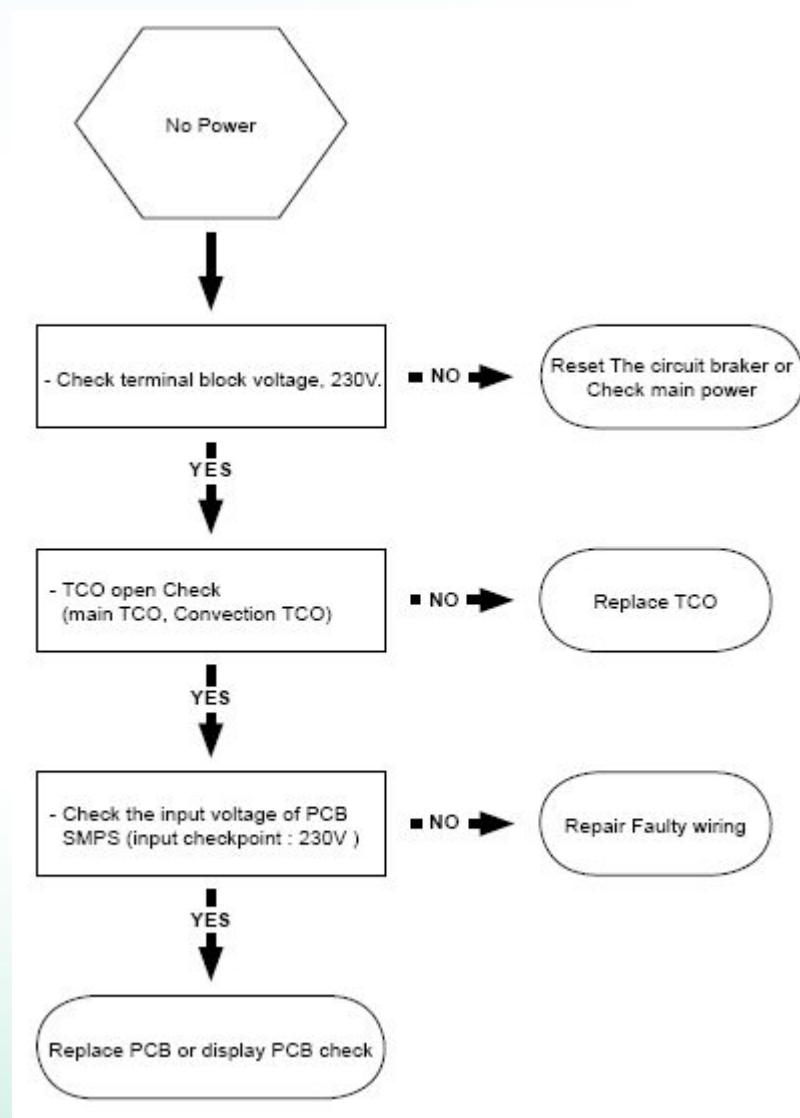 No Power
- Check terminal block voltage, 230V.
NO
Reset The circuit braker or
Check main power
YES
- TCO open Check
(main TCO, Convection TCO)
NO
Replace TCO
YES
- Check the input voltage of PCB
SMPS (input checkpoint : 230V )
NO
Repair Faulty wiring
YES
Replace PCB or display PCB check